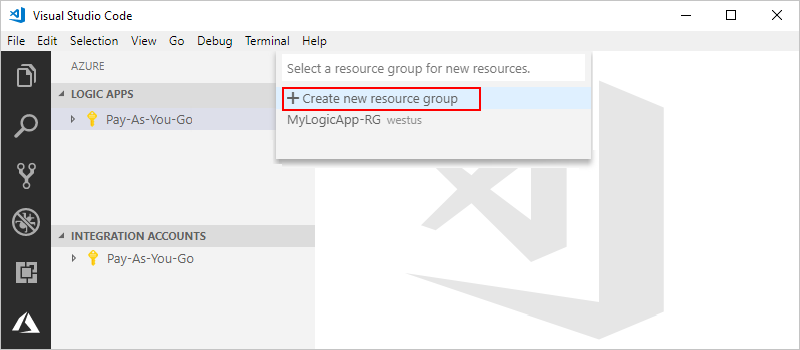 Visual Studio Code
File Edit Selection View Go Debug Terminal Help
AZURE
LOGIC APPS
Pay-As-You-Go
INTEGRATION ACCOUNTS
Pay-As-You-Go
Select a resource group for new resources.
+ Create new resource group
MyLogicApp-RG westus